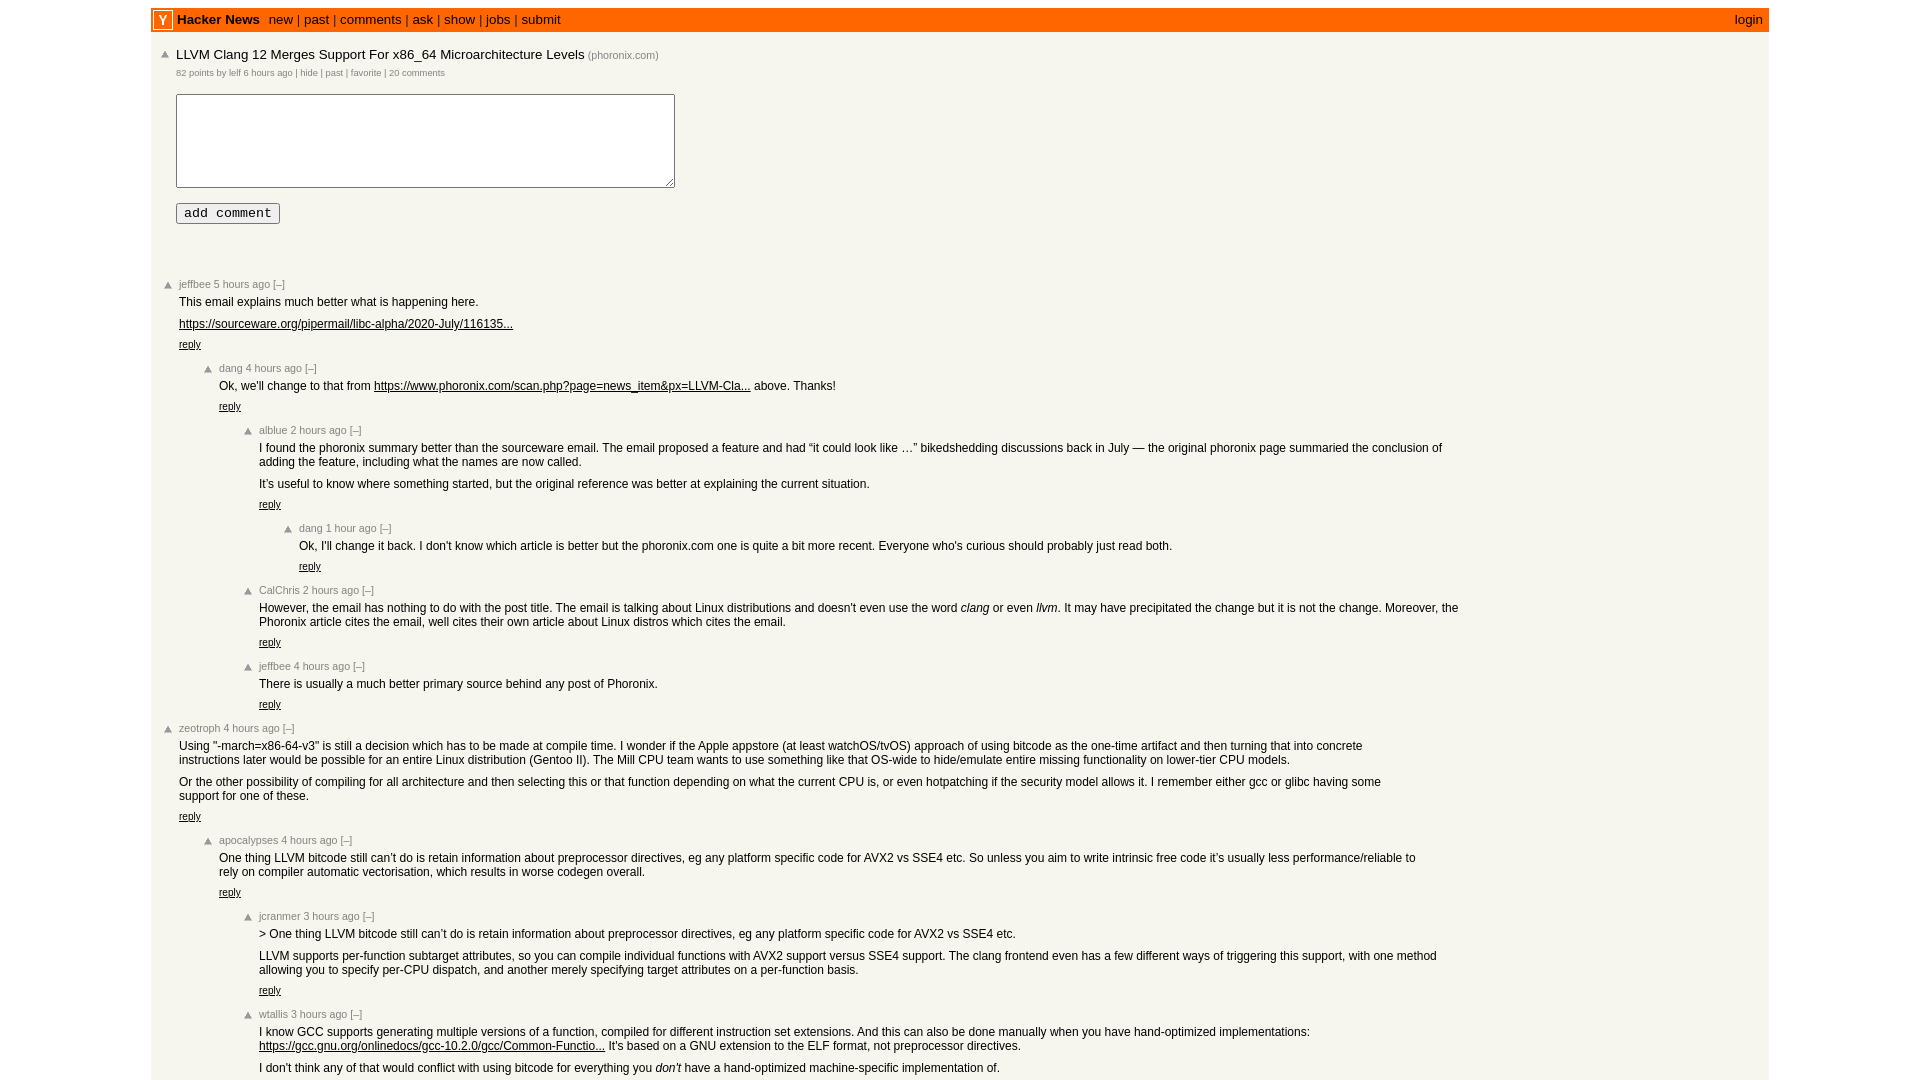 Y Hacker News new | past | comments | ask | show | jobs | submit login
LLVM Clang 12 Merges Support For x86_64 Microarchitecture Levels (phoronix.com)
82 points by lelf 6 hours ago | hide | past | favorite | 20 comments
add comment
jeffbee 5 hours ago [–]
This email explains much better what is happening here.
https://sourceware.org/pipermail/libc-alpha/2020-July/116135...
reply
dang 4 hours ago [–]
Ok, we'll change to that from https://www.phoronix.com/scan.php?page=news_item&px=LLVM-Cla... above. Thanks!
reply
alblue 2 hours ago [–]
I found the phoronix summary better than the sourceware email. The email proposed a feature and had “it could look like …” bikedshedding discussions back in July — the original phoronix page summaried the conclusion of
adding the feature, including what the names are now called.
It’s useful to know where something started, but the original reference was better at explaining the current situation.
reply
dang 1 hour ago [–]
Ok, I'll change it back. I don't know which article is better but the phoronix.com one is quite a bit more recent. Everyone who's curious should probably just read both.
reply
CalChris 2 hours ago [–]
However, the email has nothing to do with the post title. The email is talking about Linux distributions and doesn't even use the word clang or even llvm. It may have precipitated the change but it is not the change. Moreover, the
Phoronix article cites the email, well cites their own article about Linux distros which cites the email.
reply
jeffbee 4 hours ago [–]
There is usually a much better primary source behind any post of Phoronix.
reply
zeotroph 4 hours ago [–]
Using "-march=x86-64-v3" is still a decision which has to be made at compile time. I wonder if the Apple appstore (at least watchOS/tvOS) approach of using bitcode as the one-time artifact and then turning that into concrete
instructions later would be possible for an entire Linux distribution (Gentoo II). The Mill CPU team wants to use something like that OS-wide to hide/emulate entire missing functionality on lower-tier CPU models.
Or the other possibility of compiling for all architecture and then selecting this or that function depending on what the current CPU is, or even hotpatching if the security model allows it. I remember either gcc or glibc having some
support for one of these.
reply
apocalypses 4 hours ago [–]
One thing LLVM bitcode still can’t do is retain information about preprocessor directives, eg any platform specific code for AVX2 vs SSE4 etc. So unless you aim to write intrinsic free code it’s usually less performance/reliable to
rely on compiler automatic vectorisation, which results in worse codegen overall.
reply
jcranmer 3 hours ago [–]
> One thing LLVM bitcode still can’t do is retain information about preprocessor directives, eg any platform specific code for AVX2 vs SSE4 etc.
LLVM supports per-function subtarget attributes, so you can compile individual functions with AVX2 support versus SSE4 support. The clang frontend even has a few different ways of triggering this support, with one method
allowing you to specify per-CPU dispatch, and another merely specifying target attributes on a per-function basis.
reply
wtallis 3 hours ago [–]
I know GCC supports generating multiple versions of a function, compiled for different instruction set extensions. And this can also be done manually when you have hand-optimized implementations:
https://gcc.gnu.org/onlinedocs/gcc-10.2.0/gcc/Common-Functio... It's based on a GNU extension to the ELF format, not preprocessor directives.
I don't think any of that would conflict with using bitcode for everything you don't have a hand-optimized machine-specific implementation of.